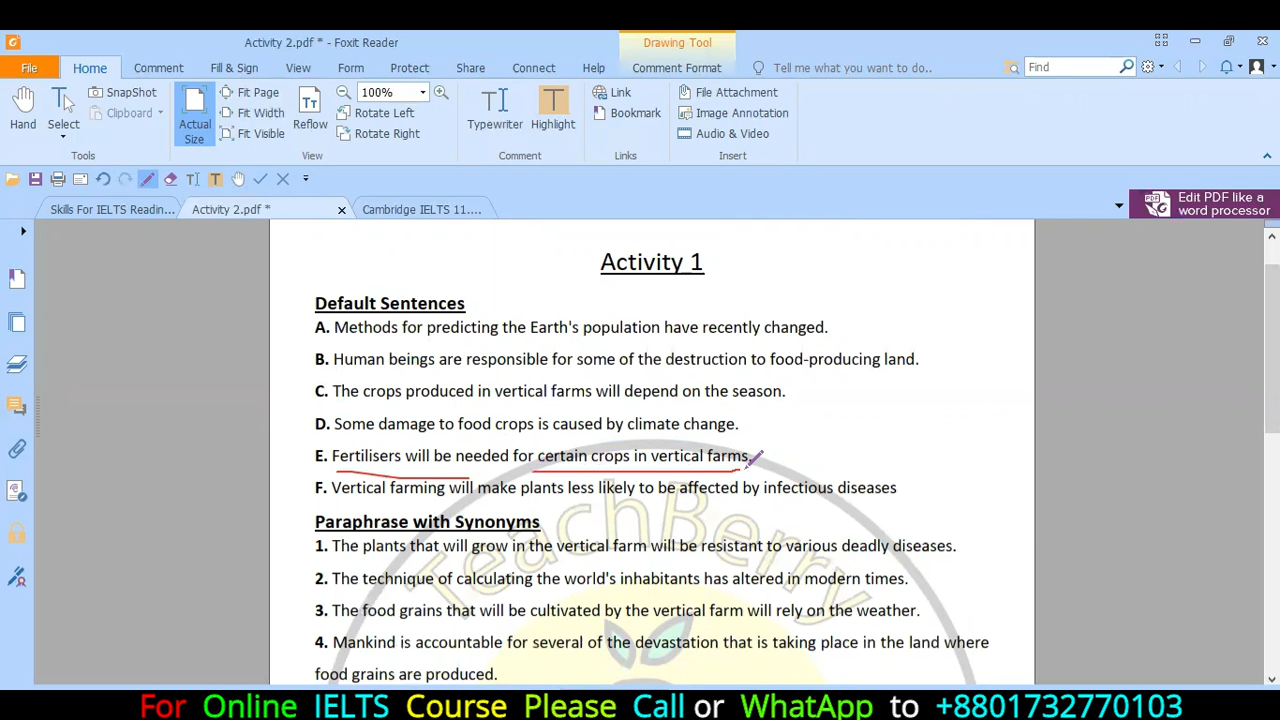 Activity 2.pdf * - Foxit Reader
Drawing Tool
File Home Comment Fill & Sign View Form Protect Share Connect Help Comment Format Tell me what you want to do.. Find
Hand
Select
SnapShot
Clipboard
Actual Size
Fit Page
Fit Width
Fit Visible
Reflow
100%
Rotate Left
Rotate Right
Typewriter
Highlight
Link
Bookmark
File Attachment
Image Annotation
Audio & Video
Tools View Comment Links Insert
Skills For IELTS Readin... Activity 2.pdf * Cambridge IELTS 11....
Edit PDF like a
word processor
Activity 1
Default Sentences
A. Methods for predicting the Earth's population have recently changed.
B. Human beings are responsible for some of the destruction to food-producing land.
C. The crops produced in vertical farms will depend on the season.
D. Some damage to food crops is caused by climate change.
E. Fertilisers will be needed for certain crops in vertical farms.
F. Vertical farming will make plants less likely to be affected by infectious diseases
Paraphrase with Synonyms
1. The plants that will grow in the vertical farm will be resistant to various deadly diseases.
2. The technique of calculating the world's inhabitants has altered in modern times.
3. The food grains that will be cultivated by the vertical farm will rely on the weather.
4. Mankind is accountable for several of the devastation that is taking place in the land where
food grains are produced.
TeachBerry
For Online IELTS Course Please Call or WhatApp to +8801732770103